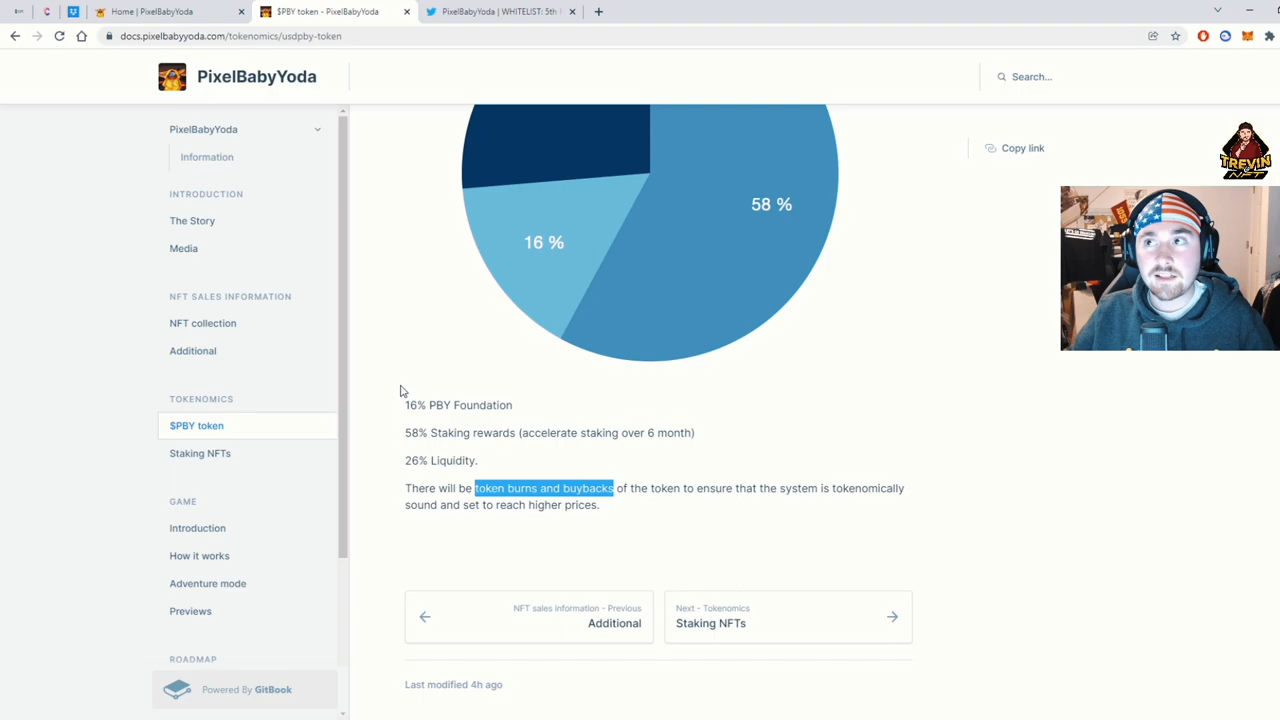 Home | PixelBabyYoda
$PBY token - PixelBabyYoda
PixelBabyYoda | WHITELIST: 5th
docs.pixelbabyyoda.com/tokenomics/usdpby-token
PixelBabyYoda
Search...
PixelBabyYoda
Information
INTRODUCTION
The Story
Media
NFT SALES INFORMATION
NFT collection
Additional
TOKENOMICS
$PBY token
Staking NFTs
GAME
Introduction
How it works
Adventure mode
Previews
ROADMAP
Powered By GitBook
58 %
16 %
16% PBY Foundation
58% Staking rewards (accelerate staking over 6 month)
26% Liquidity.
There will be token burns and buybacks of the token to ensure that the system is tokenomically
sound and set to reach higher prices.
NFT sales information - Previous
Additional
Next - Tokenomics
Staking NFTs
Last modified 4h ago
Copy link
TREVIN
NFT